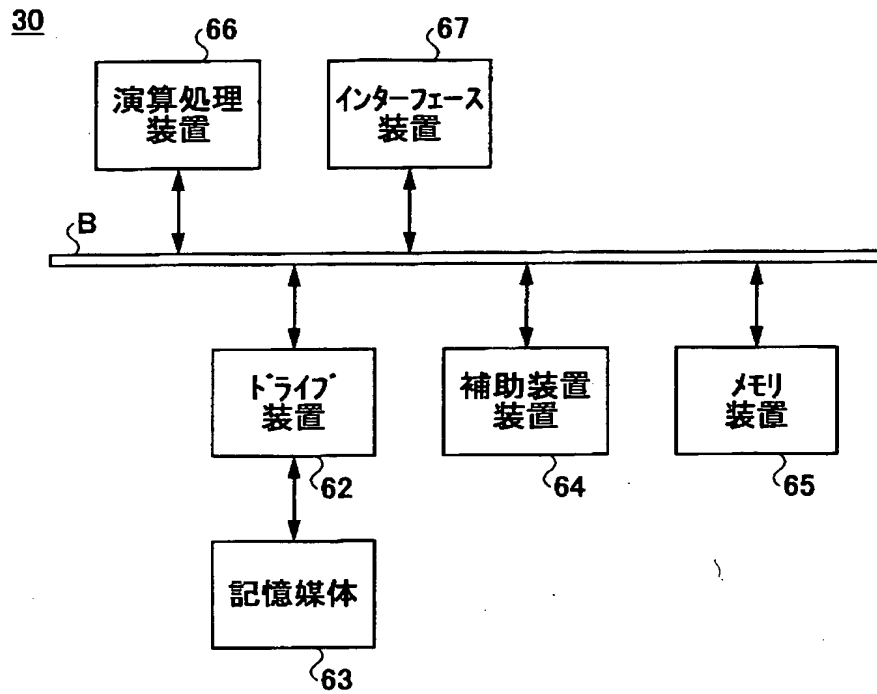 30
66
67
演算処理
装置
インターフェース
装置
B
ドライブ
装置
補助装置
装置
メモリ
装置
62
64
65
記憶媒体
63